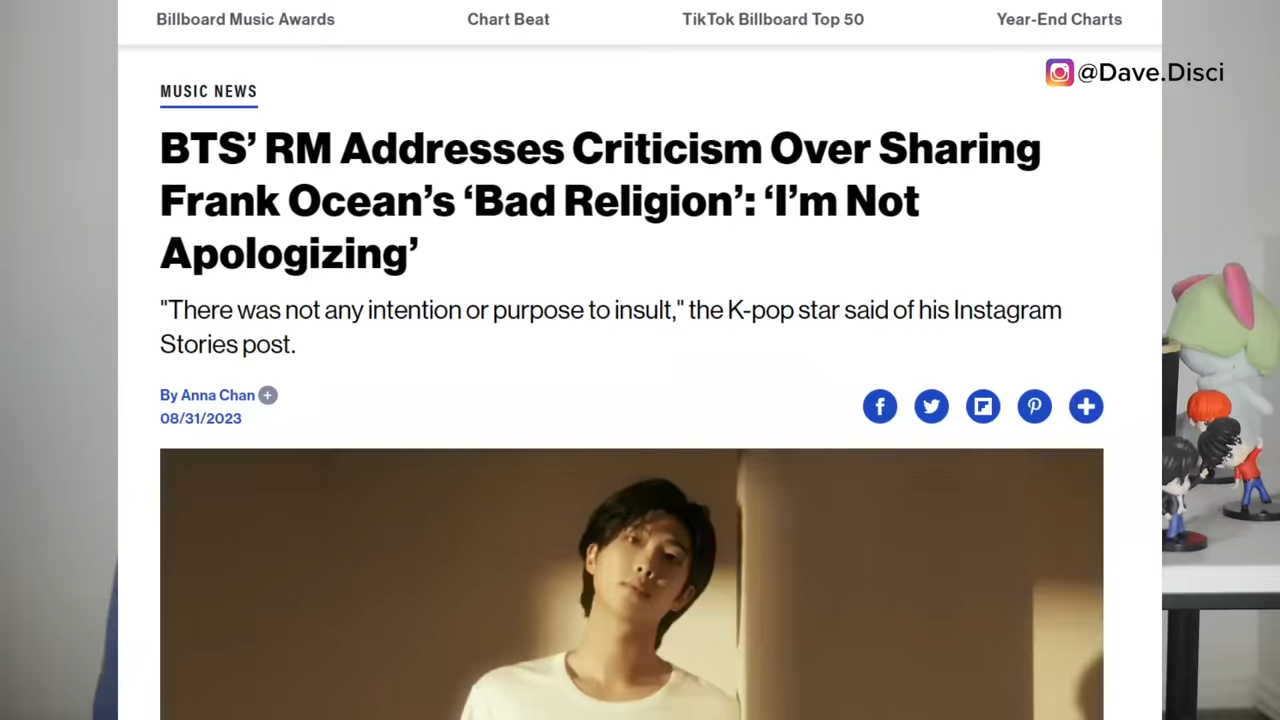 Billboard Music Awards Chart Beat TikTok Billboard Top 50 Year-End Charts
@Dave.Disci
MUSIC NEWS
BTS’ RM Addresses Criticism Over Sharing
Frank Ocean’s ‘Bad Religion’: ‘I’m Not
Apologizing’
"There was not any intention or purpose to insult," the K-pop star said of his Instagram
Stories post.
By Anna Chan +
08/31/2023